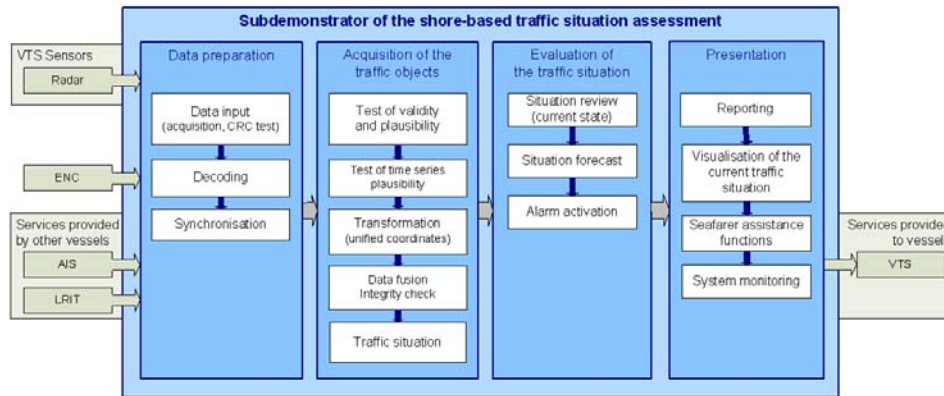 Subdemonstrator of the shore-based traffic situation assessment
VTS Sensors
Radar
ENC
Services provided
by other vessels
AIS
LRIT
Data preparation
Data input
(acquisition, CRC test)
Decoding
Synchronisation
Acquisition of the
traffic objects
Test of validity
and plausibility
Test of time series
plausibility
Transformation
(unified coordinates)
Data fusion
Integrity check
Traffic situation
Evaluation of
the traffic situation
Situation review
(current state)
Situation forecast
Alarm activation
Presentation
Reporting
Visualisation of the
current traffic
situation
Seafarer assistance
functions
System monitoring
Services provided
to vessel
VTS